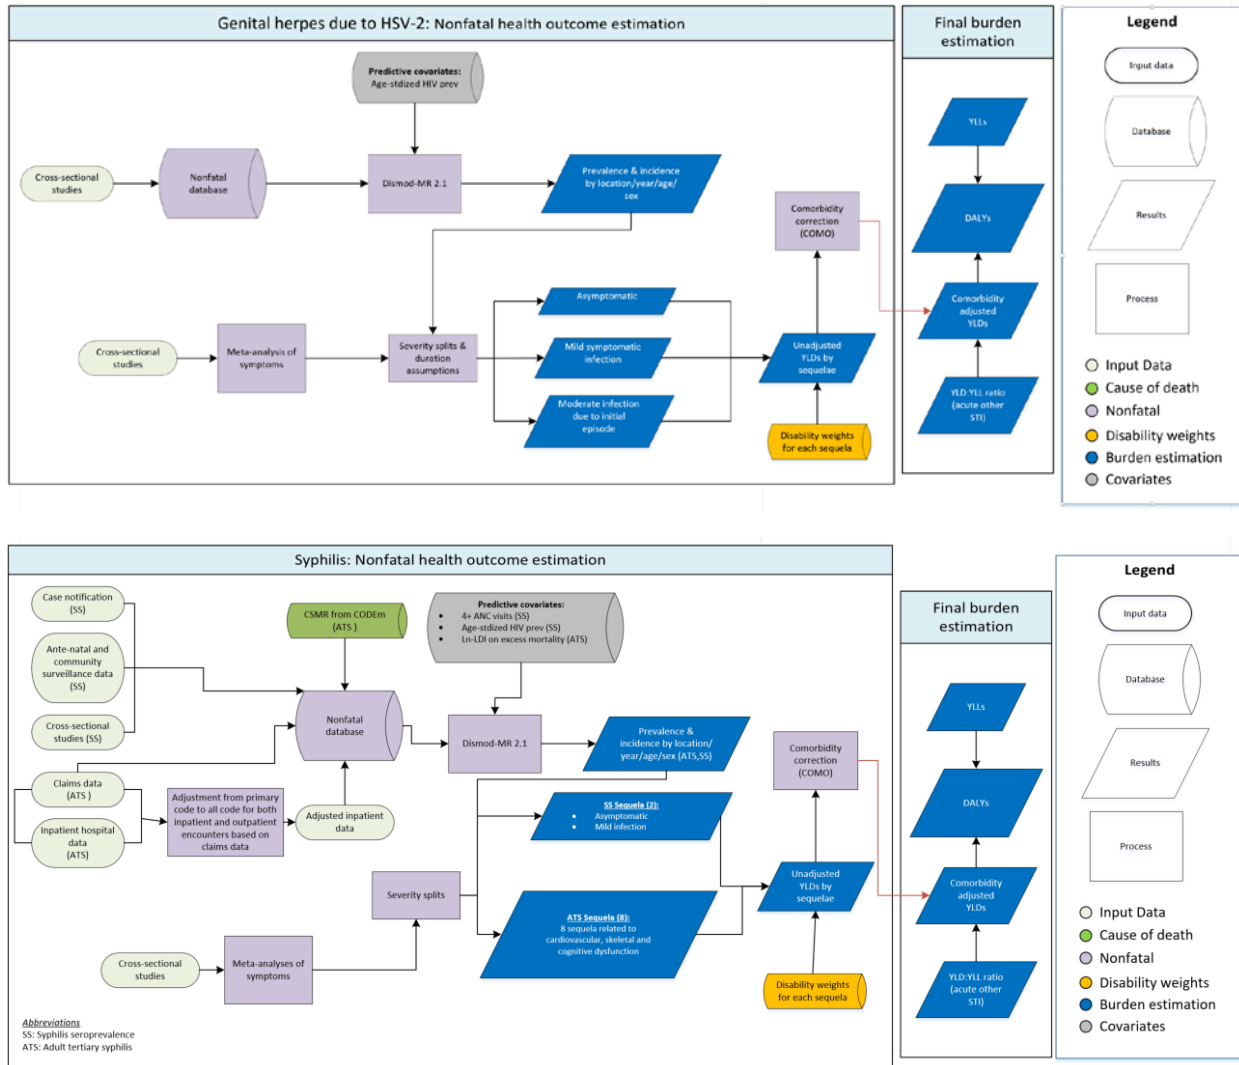 Genital herpes due to HSV-2: Nonfatal health outcome estimation
Predictive covariates:
Age-stdized HIV prev
Cross-sectional
studies
Nonfatal
database
Dismod-MR 2.1
Prevalence & incidence
by location/year/age/
sex
Comorbidity
correction
(COMO)
Cross-sectional
studies
Meta-analysis of
symptoms
Severity splits &
duration
assumptions
Asymptomatic
Mild symptomatic
infection
Moderate infection
due to initial
episode
Unadjusted
YLDs by
sequelae
Disability weights
for each sequela
Final burden
estimation
YLLs
DALYs
Comorbidity
adjusted
YLDs
YLD:YLL ratio
(acute other
STI)
Legend
Input data
Database
Results
Process
Input Data
Cause of death
Nonfatal
Disability weights
Burden estimation
Covariates
Syphilis: Nonfatal health outcome estimation
Case notification
(SS)
Ante-natal and
community
surveillance data
(SS)
Cross-sectional
studies (SS)
Claims data
(ATS )
Inpatient hospital
data
(ATS)
Adjustment from primary
code to all code for both
inpatient and outpatient
encounters based on
claims data
Adjusted inpatient
data
CSMR from CODEm
(ATS )
Nonfatal
database
Predictive covariates:
• 4+ ANC visits (SS)
• Age-stdized HIV prev (SS)
• Ln-LDI on excess mortality (ATS)
Dismod-MR 2.1
Prevalence &
incidence by location/
year/age/sex (ATS,SS)
Comorbidity
correction
(COMO)
SS Sequela (2):
• Asymptomatic
• Mild infection
Severity splits
ATS Sequela (8):
8 sequela related to
cardiovascular, skeletal and
cognitive dysfunction
Unadjusted
YLDs by
sequelae
Cross-sectional
studies
Meta-analyses of
symptoms
Disability weights
for each sequela
Abbreviations
SS: Syphilis seroprevalence
ATS: Adult tertiary syphilis
Final burden
estimation
YLLs
DALYs
Comorbidity
adjusted
YLDs
YLD:YLL ratio
(acute other
STI)
Legend
Input data
Database
Results
Process
Input Data
Cause of death
Nonfatal
Disability weights
Burden estimation
Covariates